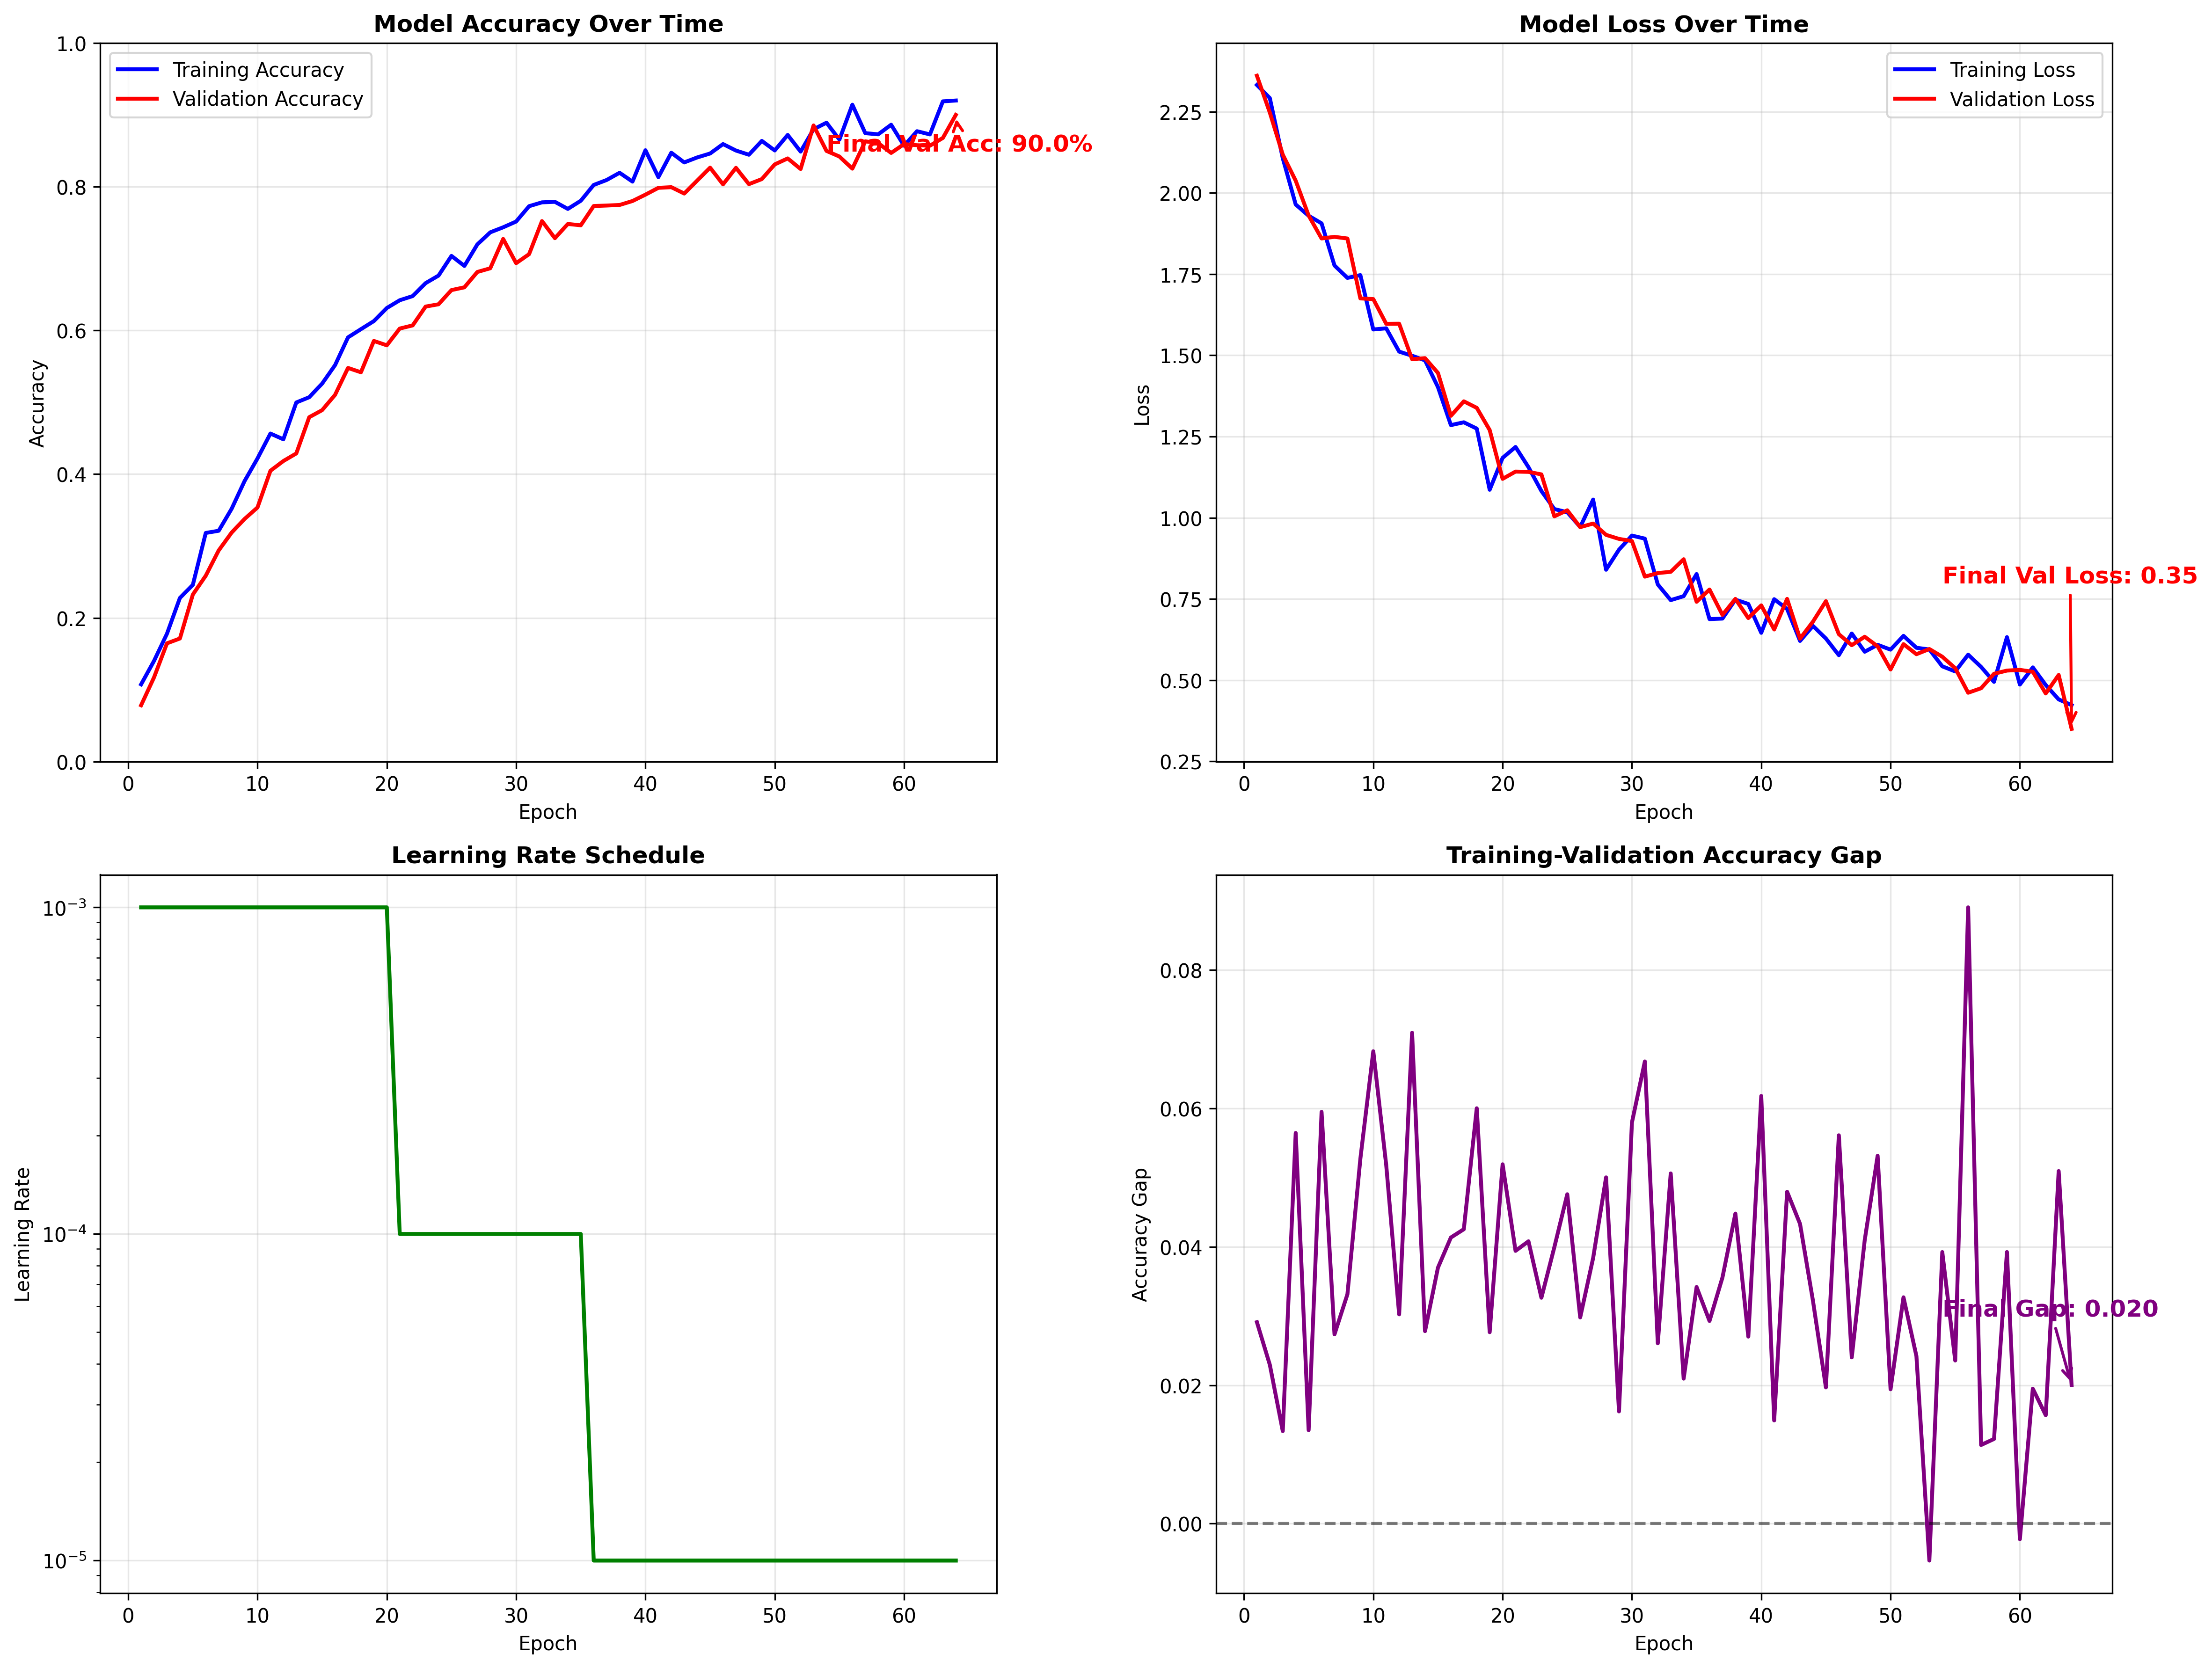 Model Accuracy Over Time
Training Accuracy
Validation Accuracy
Final Val Acc: 90.0%
Accuracy
1.0
0.8
0.6
0.4
0.2
0.0
0 10 20 30 40 50 60
Epoch
Model Loss Over Time
Training Loss
Validation Loss
Final Val Loss: 0.35
Loss
2.25
2.00
1.75
1.50
1.25
1.00
0.75
0.50
0.25
0 10 20 30 40 50 60
Epoch
Learning Rate Schedule
Learning Rate
10⁻³
10⁻⁴
10⁻⁵
0 10 20 30 40 50 60
Epoch
Training-Validation Accuracy Gap
Accuracy Gap
0.08
0.06
0.04
0.02
0.00
Final Gap: 0.020
0 10 20 30 40 50 60
Epoch